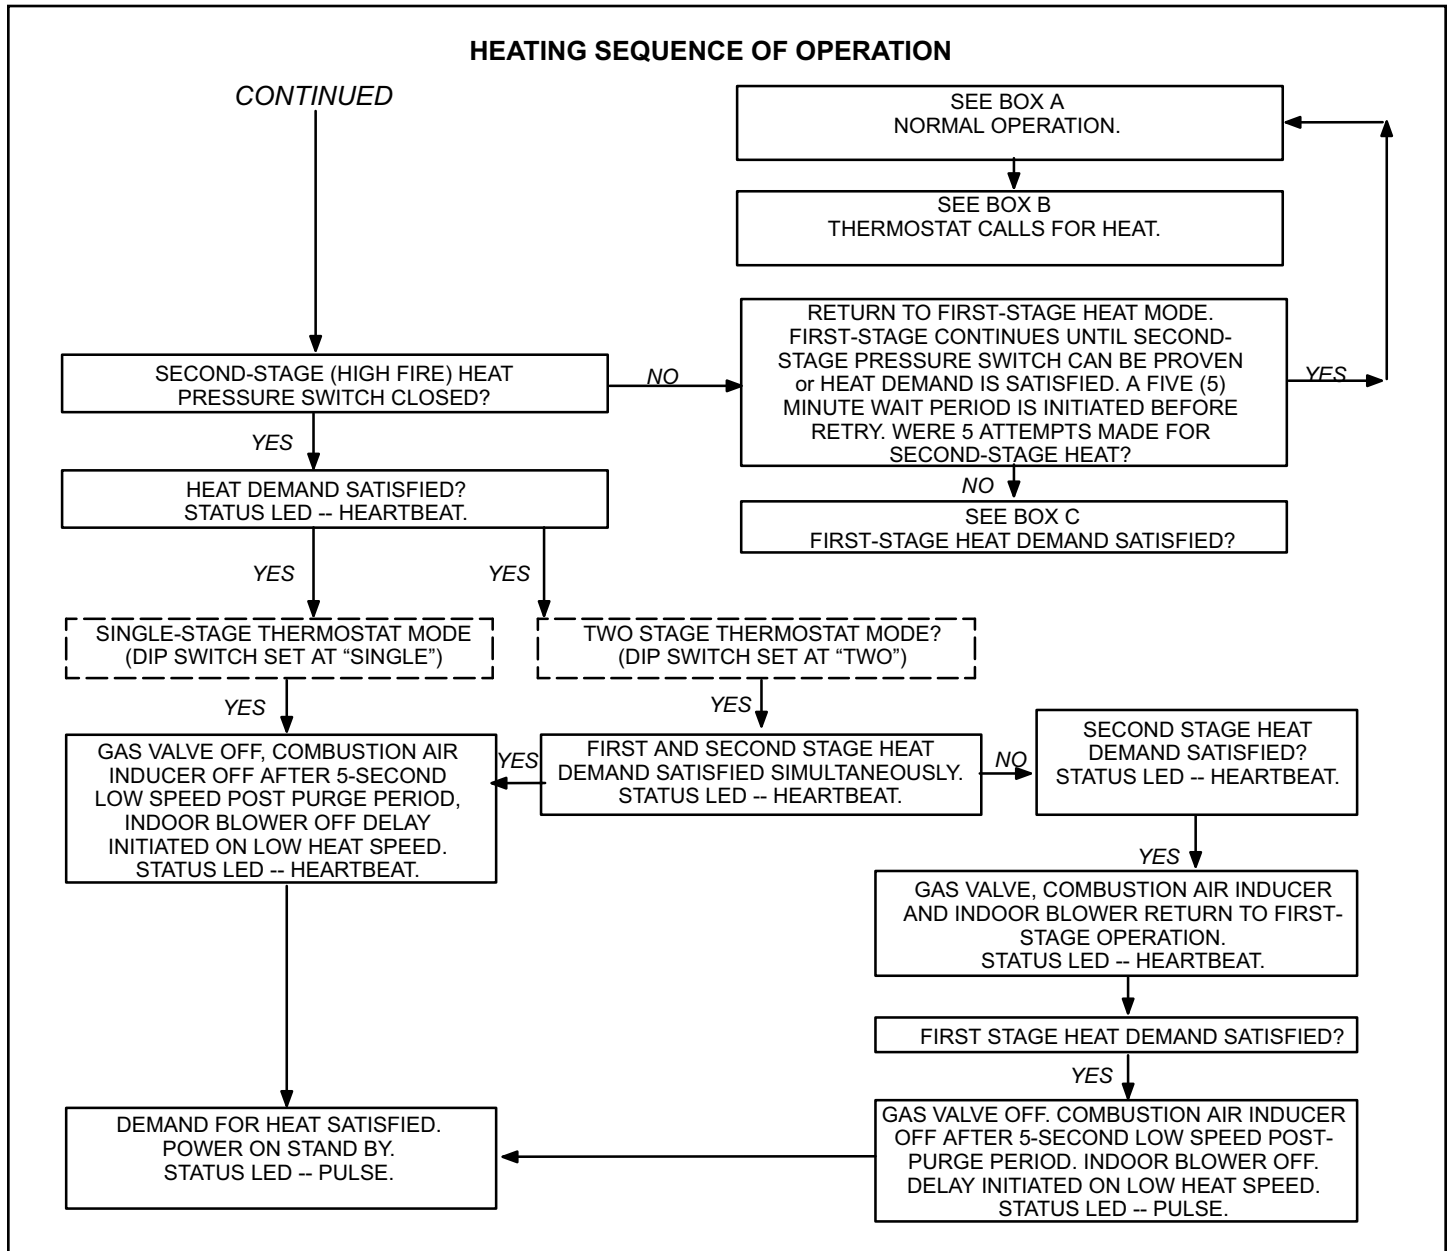 HEATING SEQUENCE OF OPERATION
CONTINUED
SEE BOX A
NORMAL OPERATION.
SEE BOX B
THERMOSTAT CALLS FOR HEAT.
RETURN TO FIRST-STAGE HEAT MODE.
FIRST-STAGE CONTINUES UNTIL SECOND-
STAGE PRESSURE SWITCH CAN BE PROVEN
or HEAT DEMAND IS SATISFIED. A FIVE (5)
MINUTE WAIT PERIOD IS INITIATED BEFORE
RETRY. WERE 5 ATTEMPTS MADE FOR
SECOND-STAGE HEAT?
YES
SECOND-STAGE (HIGH FIRE) HEAT
PRESSURE SWITCH CLOSED?
NO
YES
NO
SEE BOX C
FIRST-STAGE HEAT DEMAND SATISFIED?
HEAT DEMAND SATISFIED?
STATUS LED -- HEARTBEAT.
YES
YES
SINGLE-STAGE THERMOSTAT MODE
(DIP SWITCH SET AT “SINGLE”)
TWO STAGE THERMOSTAT MODE?
(DIP SWITCH SET AT “TWO”)
YES
YES
GAS VALVE OFF, COMBUSTION AIR
INDUCER OFF AFTER 5-SECOND
LOW SPEED POST PURGE PERIOD,
INDOOR BLOWER OFF DELAY
INITIATED ON LOW HEAT SPEED.
STATUS LED -- HEARTBEAT.
YES
FIRST AND SECOND STAGE HEAT
DEMAND SATISFIED SIMULTANEOUSLY.
STATUS LED -- HEARTBEAT.
NO
SECOND STAGE HEAT
DEMAND SATISFIED?
STATUS LED -- HEARTBEAT.
YES
GAS VALVE, COMBUSTION AIR INDUCER
AND INDOOR BLOWER RETURN TO FIRST-
STAGE OPERATION.
STATUS LED -- HEARTBEAT.
FIRST STAGE HEAT DEMAND SATISFIED?
YES
GAS VALVE OFF. COMBUSTION AIR INDUCER
OFF AFTER 5-SECOND LOW SPEED POST-
PURGE PERIOD. INDOOR BLOWER OFF.
DELAY INITIATED ON LOW HEAT SPEED.
STATUS LED -- PULSE.
DEMAND FOR HEAT SATISFIED.
POWER ON STAND BY.
STATUS LED -- PULSE.